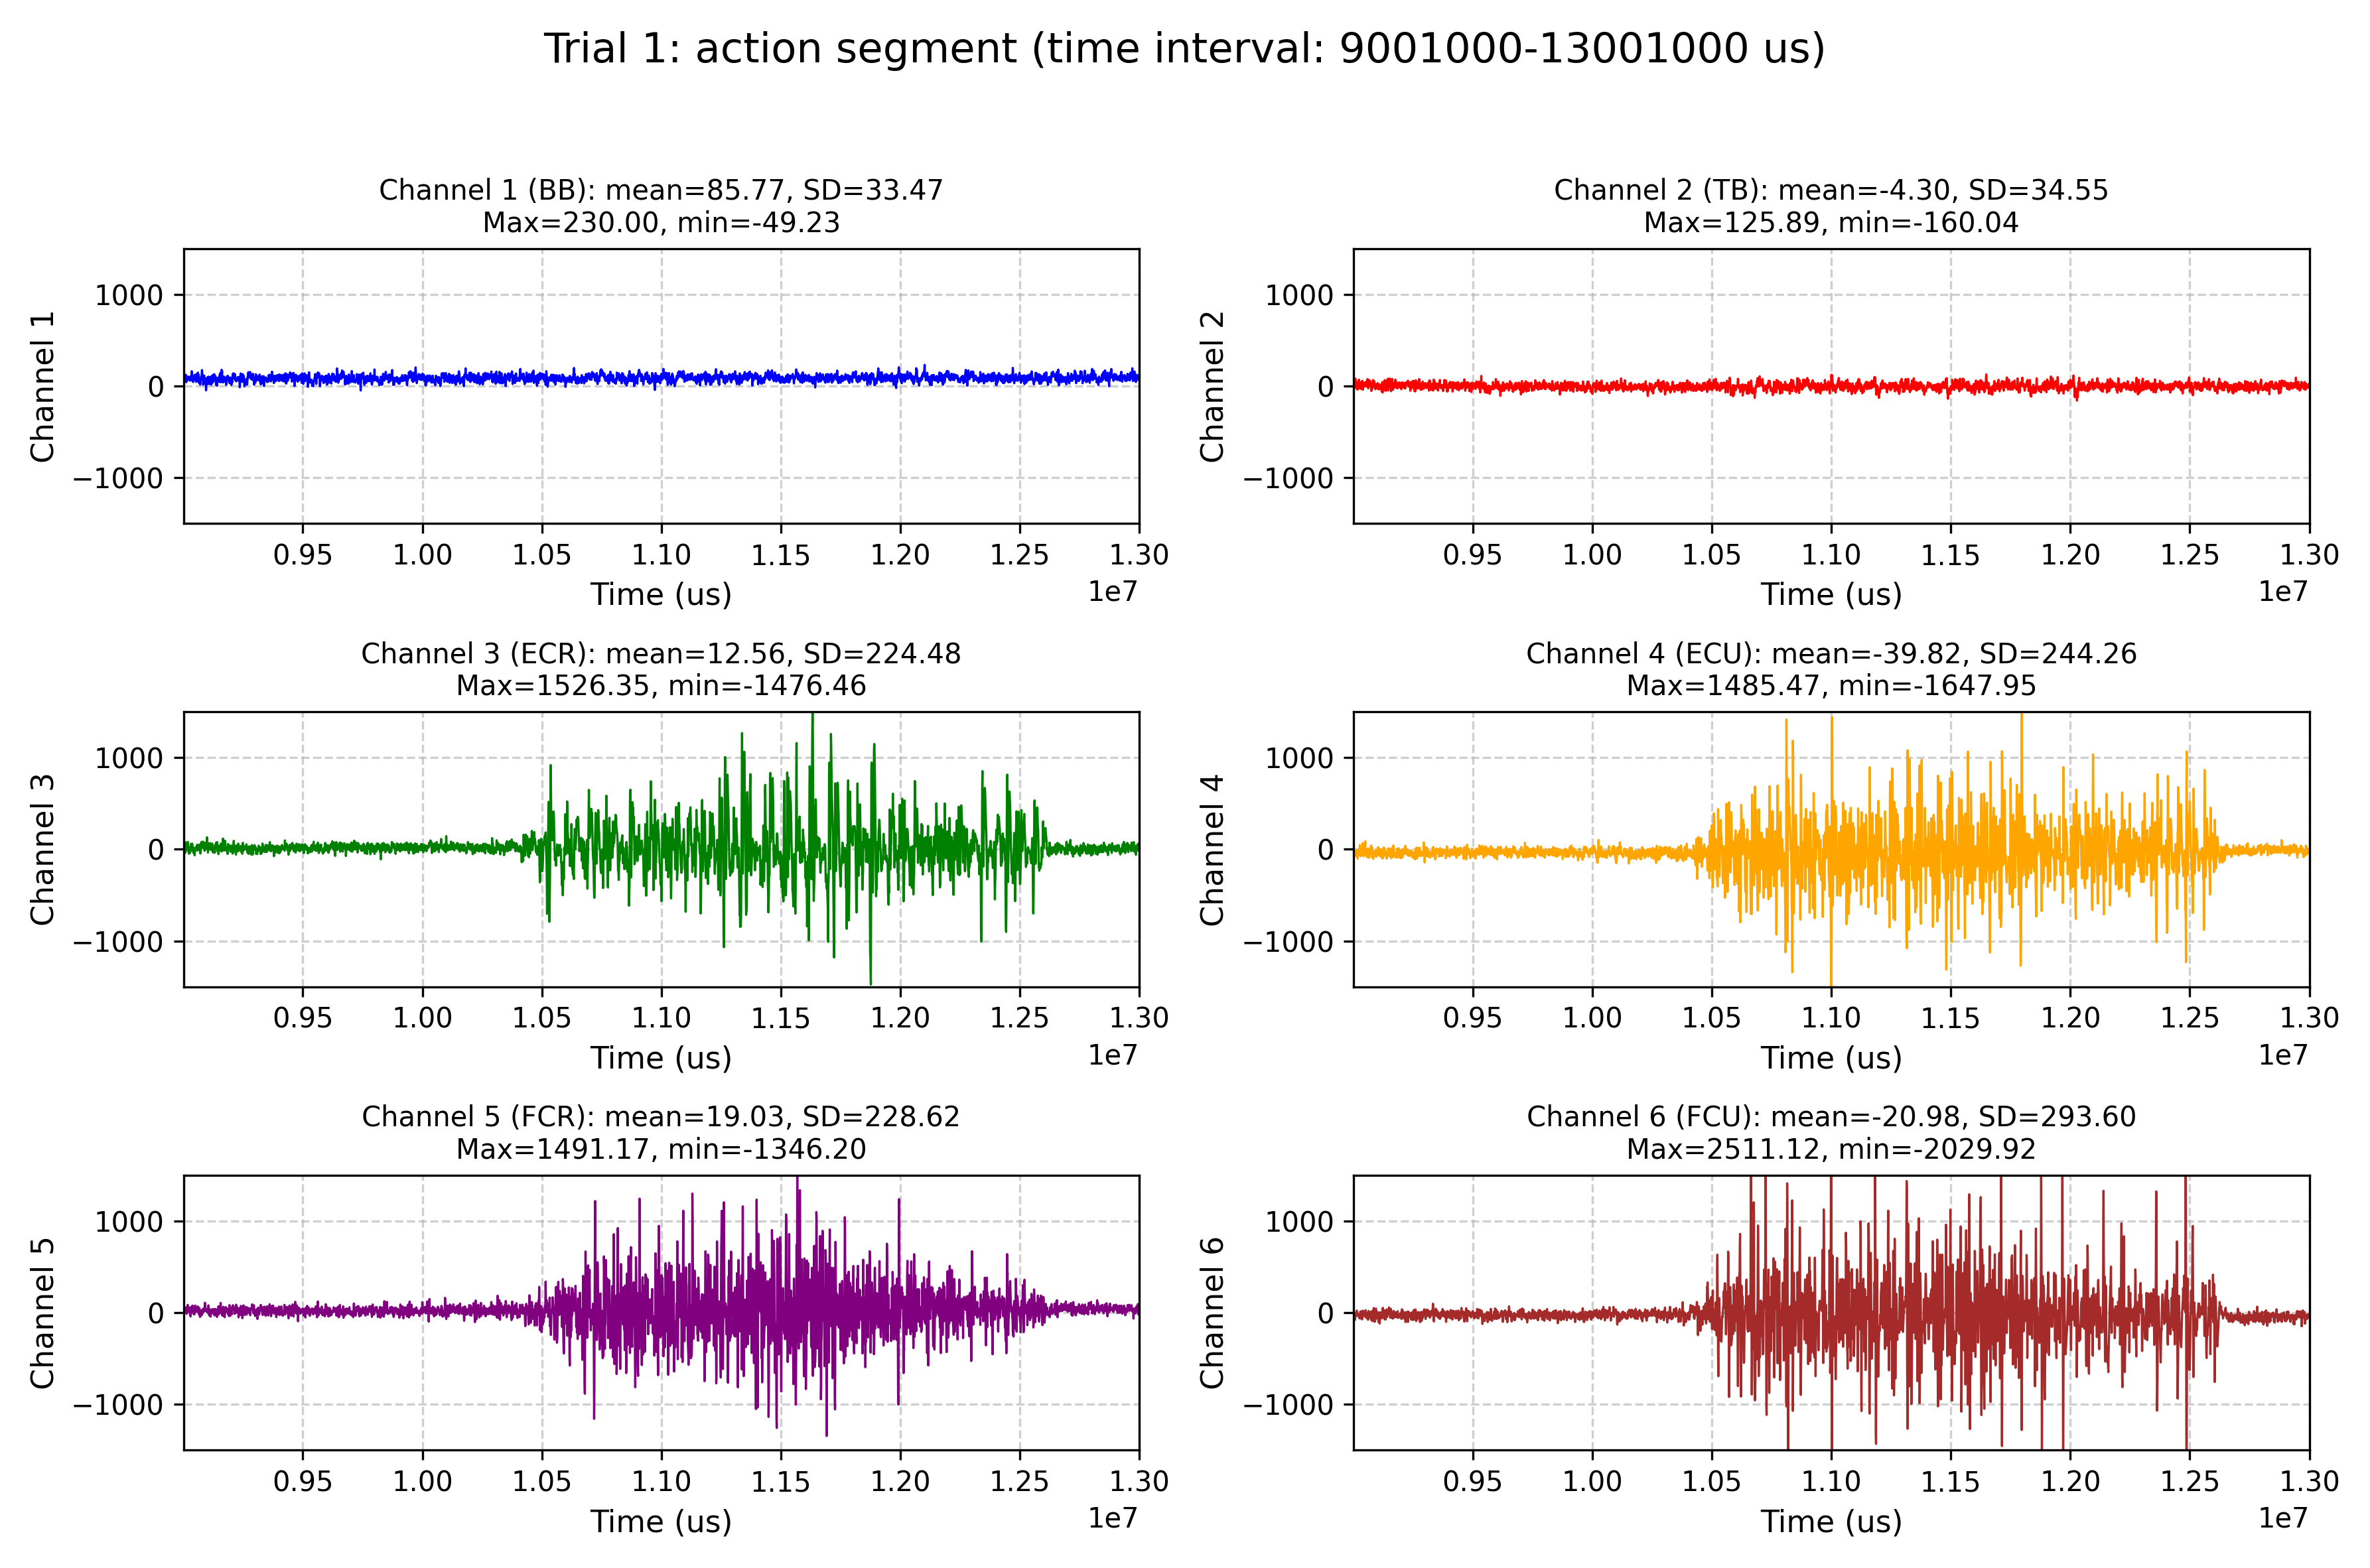 Trial 1: action segment (time interval: 9001000-13001000 us)
Channel 1 (BB): mean=85.77, SD=33.47
Max=230.00, min=-49.23
Channel 1
1000
0
−1000
0.95 1.00 1.05 1.10 1.15 1.20 1.25 1.30
Time (us)
1e7
Channel 2 (TB): mean=-4.30, SD=34.55
Max=125.89, min=-160.04
Channel 2
1000
0
−1000
0.95 1.00 1.05 1.10 1.15 1.20 1.25 1.30
Time (us)
1e7
Channel 3 (ECR): mean=12.56, SD=224.48
Max=1526.35, min=-1476.46
Channel 3
1000
0
−1000
0.95 1.00 1.05 1.10 1.15 1.20 1.25 1.30
Time (us)
1e7
Channel 4 (ECU): mean=-39.82, SD=244.26
Max=1485.47, min=-1647.95
Channel 4
1000
0
−1000
0.95 1.00 1.05 1.10 1.15 1.20 1.25 1.30
Time (us)
1e7
Channel 5 (FCR): mean=19.03, SD=228.62
Max=1491.17, min=-1346.20
Channel 5
1000
0
−1000
0.95 1.00 1.05 1.10 1.15 1.20 1.25 1.30
Time (us)
1e7
Channel 6 (FCU): mean=-20.98, SD=293.60
Max=2511.12, min=-2029.92
Channel 6
1000
0
−1000
0.95 1.00 1.05 1.10 1.15 1.20 1.25 1.30
Time (us)
1e7